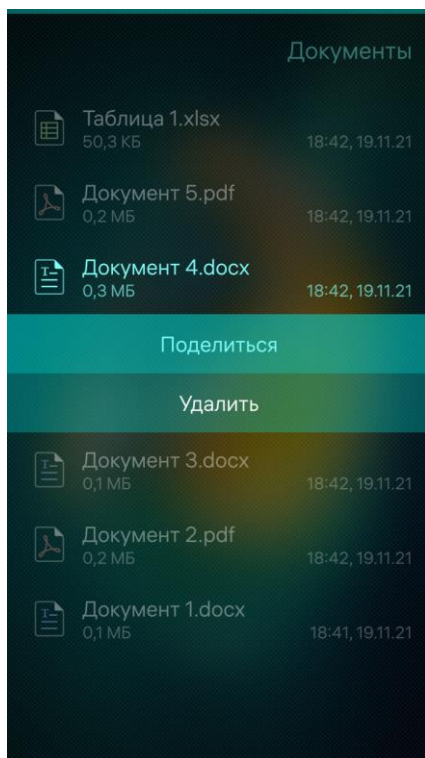 Документы
Таблица 1.xlsx
50,3 КБ 18:42, 19.11.21
Документ 5.pdf
0,2 МБ 18:42, 19.11.21
Документ 4.docx
0,3 МБ 18:42, 19.11.21
Поделиться
Удалить
Документ 3.docx
0,1 МБ 18:42, 19.11.21
Документ 2.pdf
0,2 МБ 18:42, 19.11.21
Документ 1.docx
0,1 МБ 18:41, 19.11.21